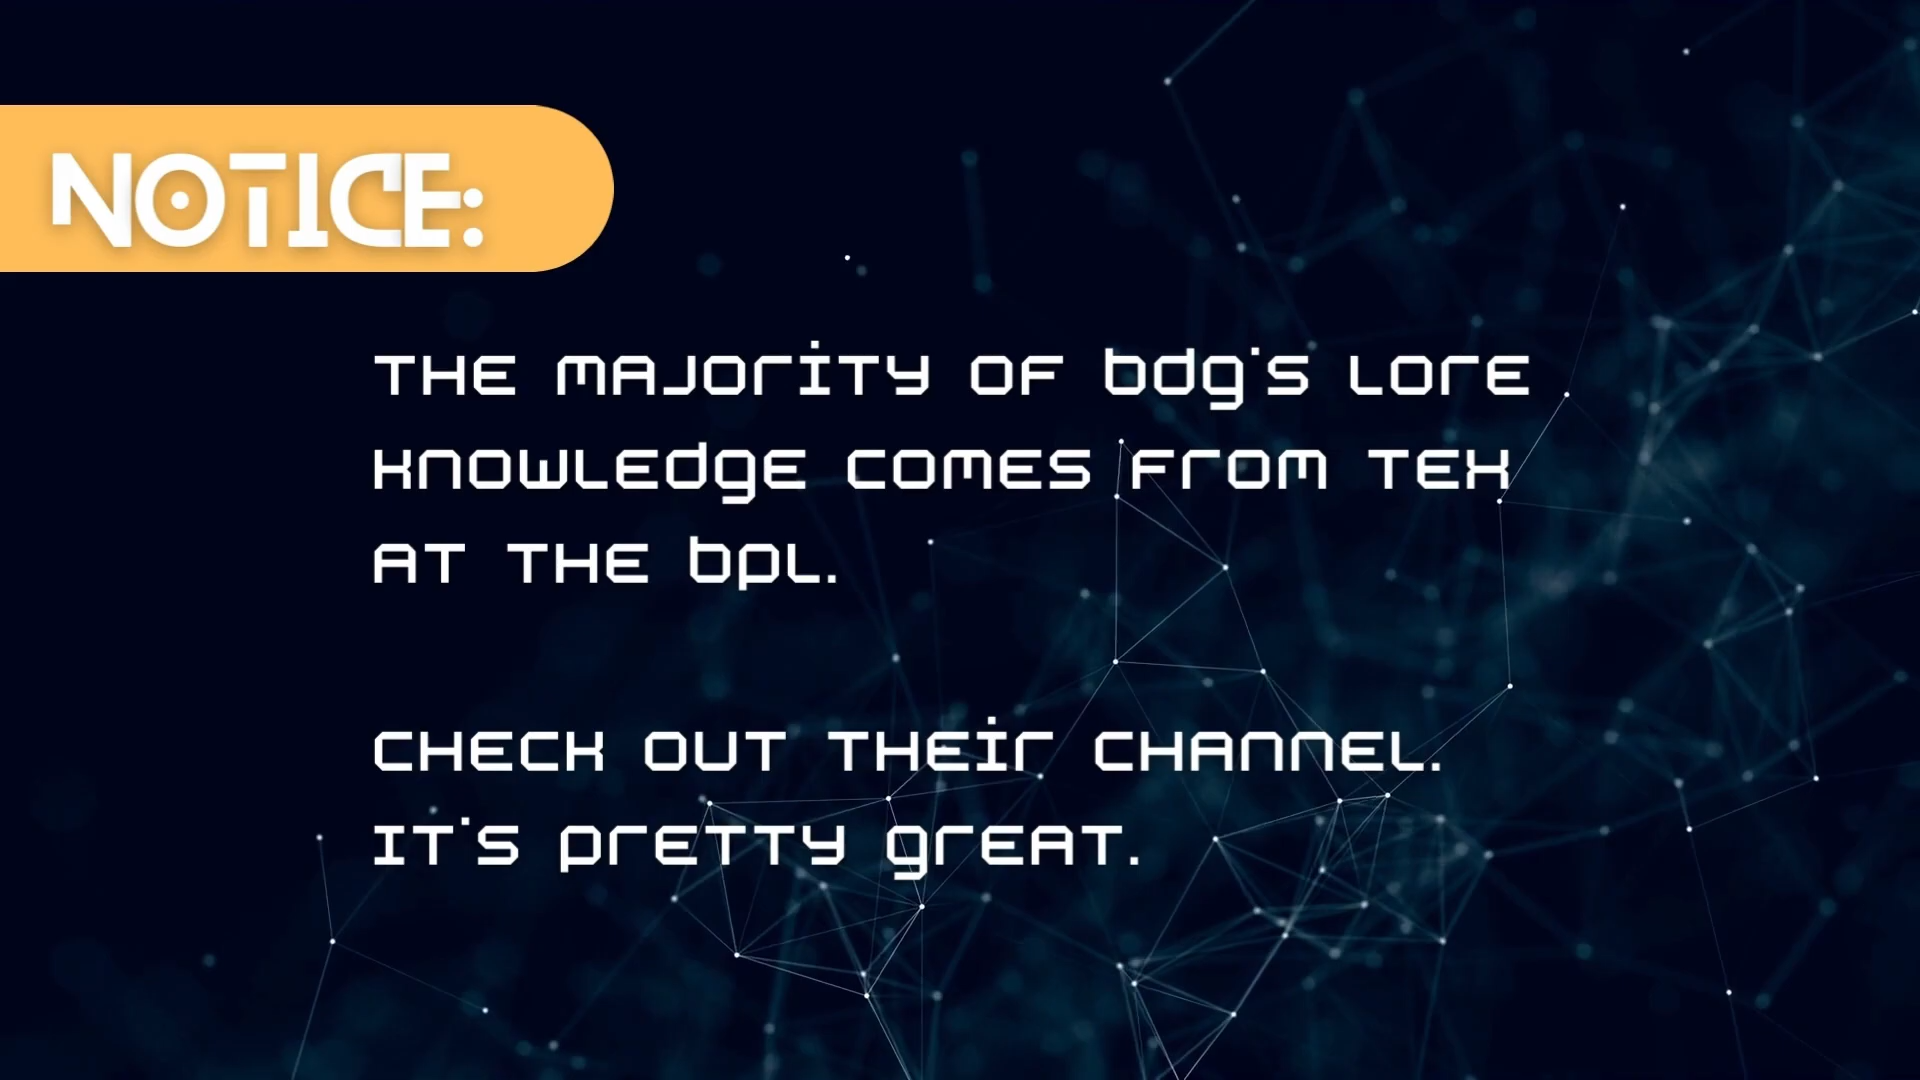 NOTICE:
THE MAJORITY OF BDG'S LORE
KNOWLEDGE COMES FROM TEX
AT THE BPL.
CHECK OUT THEIR CHANNEL.
IT'S PRETTY GREAT.